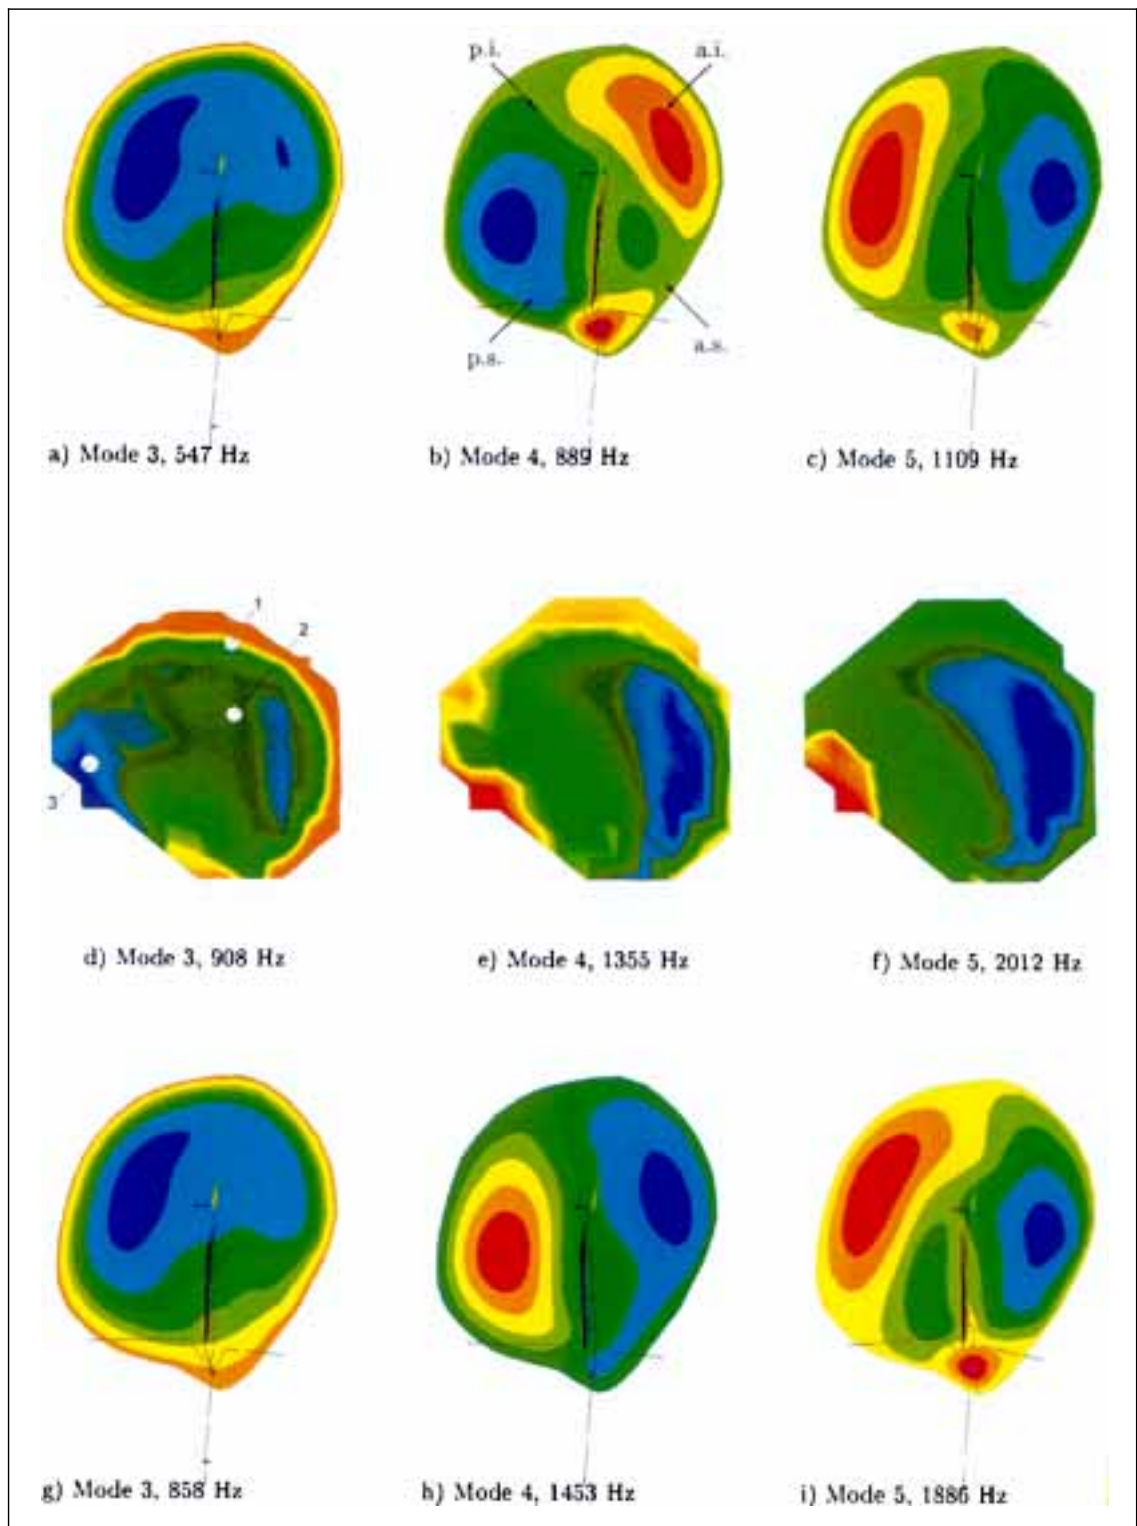 p.i.
a.i.
p.s.
a.s.
a) Mode 3, 547 Hz
b) Mode 4, 889 Hz
c) Mode 5, 1109 Hz
1
2
3
d) Mode 3, 908 Hz
e) Mode 4, 1355 Hz
f) Mode 5, 2012 Hz
g) Mode 3, 858 Hz
h) Mode 4, 1453 Hz
i) Mode 5, 1886 Hz